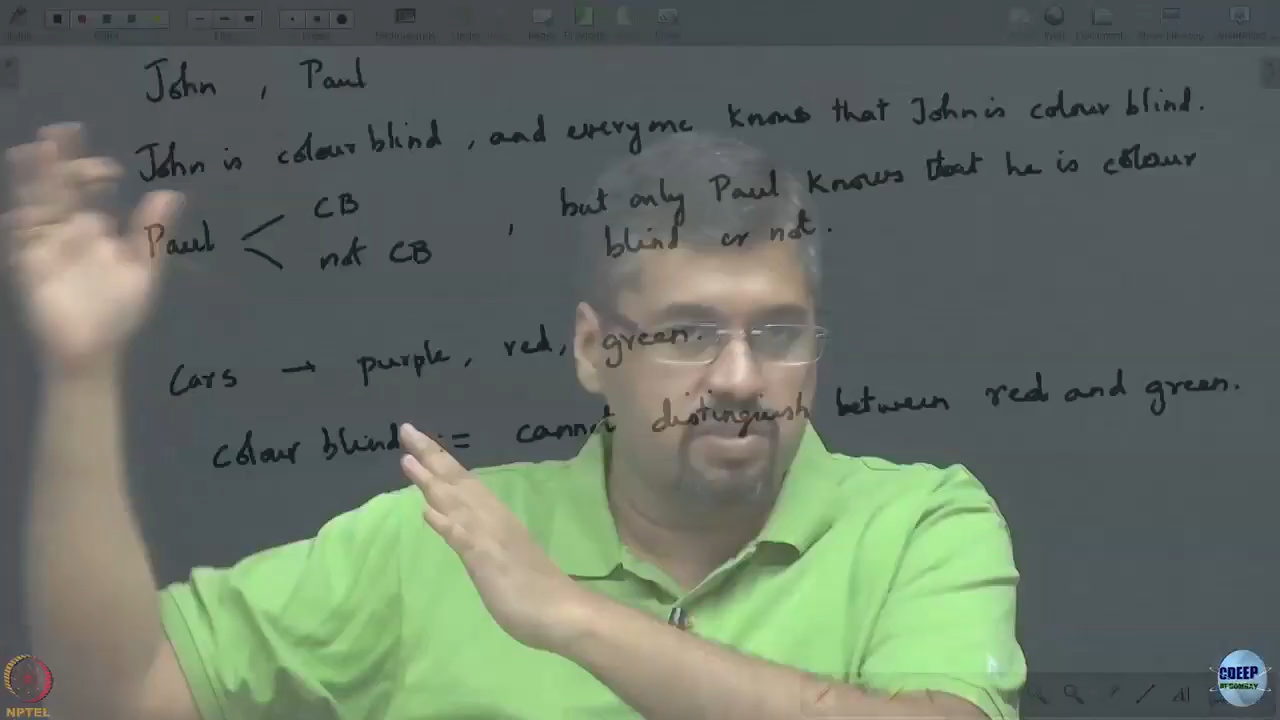 John , Paul
John is colour blind , and everyone knows that John is colour blind.
Paul CB , but only Paul knows that he is colour
not CB blind or not.
Cars → purple, red, green.
colour blind := cannot distinguish between red and green.
NPTEL
CDEEP
IIT BOMBAY